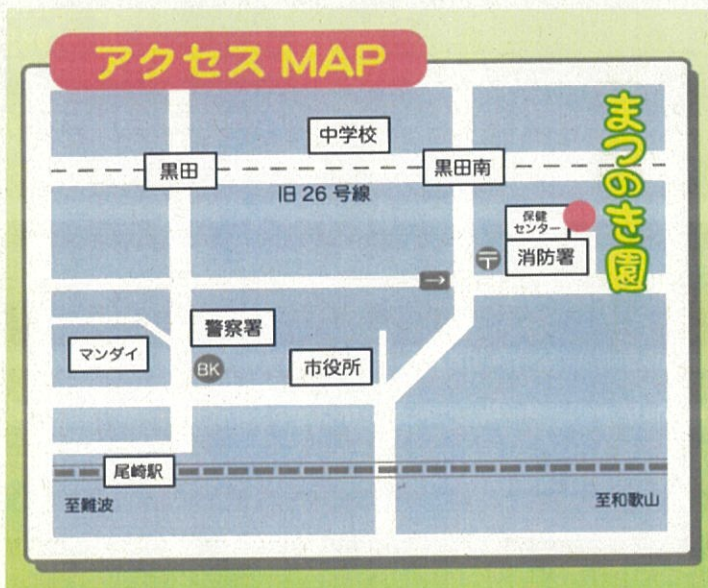 アクセス MAP
まつのき園
中学校
黒田
黒田南
旧 26 号線
保健
センター
〒
消防署
→
警察署
マンダイ
BK
市役所
尾崎駅
至難波
至和歌山